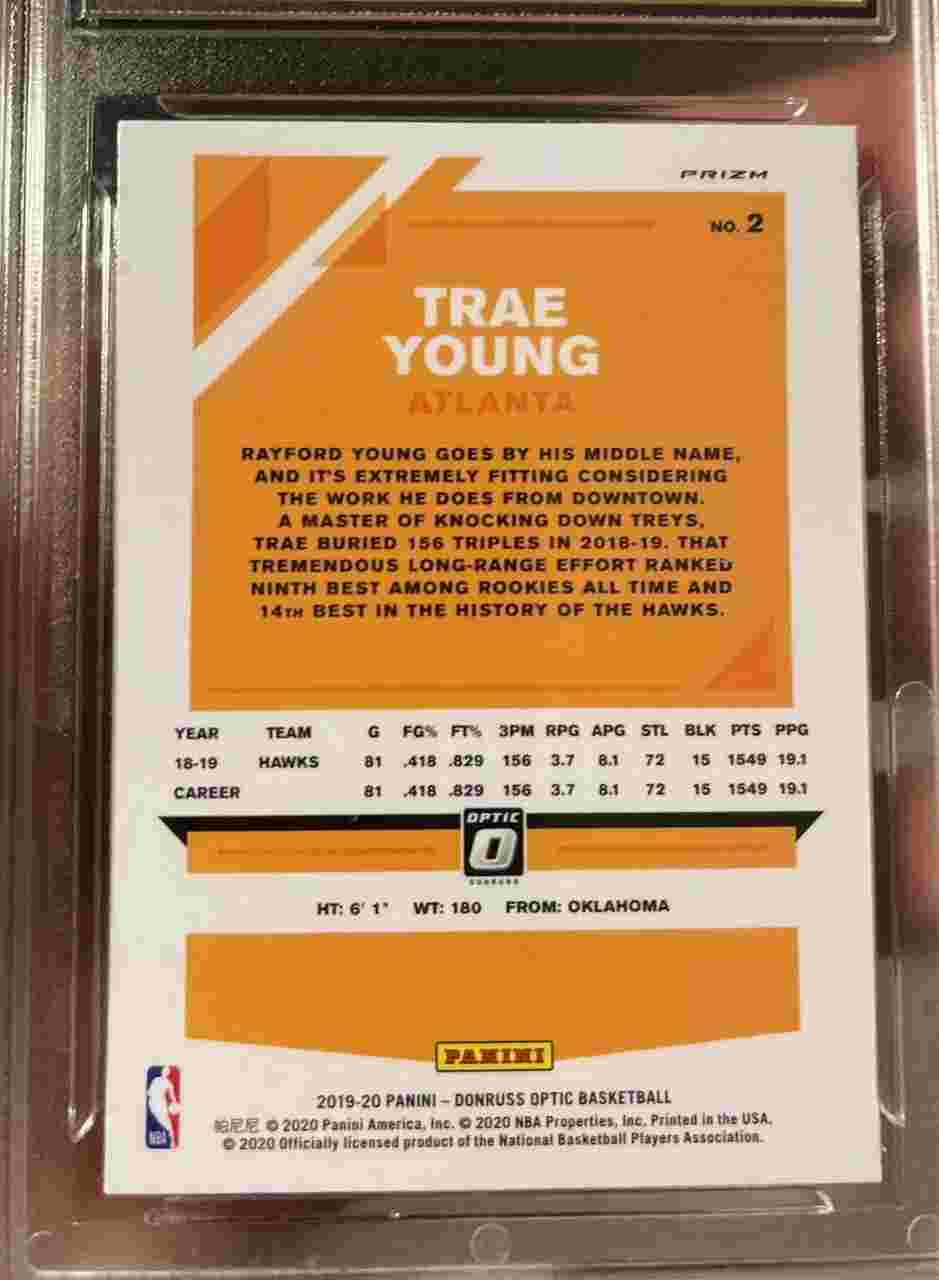 PRIZM
NO. 2
TRAE
YOUNG
ATLANTA
RAYFORD YOUNG GOES BY HIS MIDDLE NAME,
AND IT'S EXTREMELY FITTING CONSIDERING
THE WORK HE DOES FROM DOWNTOWN.
A MASTER OF KNOCKING DOWN TREYS,
TRAE BURIED 156 TRIPLES IN 2018-19. THAT
TREMENDOUS LONG-RANGE EFFORT RANKED
NINTH BEST AMONG ROOKIES ALL TIME AND
14TH BEST IN THE HISTORY OF THE HAWKS.
YEAR TEAM G FG% FT% 3PM RPG APG STL BLK PTS PPG
18-19 HAWKS 81 .418 .829 156 3.7 8.1 72 15 1549 19.1
CAREER 81 .418 .829 156 3.7 8.1 72 15 1549 19.1
OPTIC
O
DONRUSS
HT: 6' 1" WT: 180 FROM: OKLAHOMA
PANINI
2019-20 PANINI – DONRUSS OPTIC BASKETBALL
帕尼尼 © 2020 Panini America, Inc. © 2020 NBA Properties, Inc. Printed in the USA.
© 2020 Officially licensed product of the National Basketball Players Association.
NBA